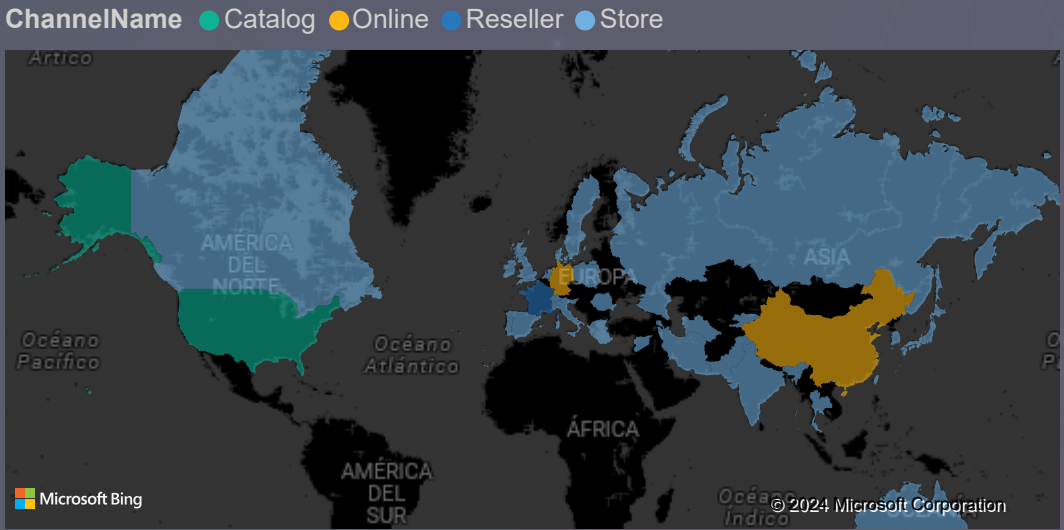 ChannelName Catalog Online Reseller Store
Ártico
AMÉRICA
DEL
NORTE
EUROPA
ASIA
Océano
Pacífico
Océano
Atlántico
ÁFRICA
AMÉRICA
DEL
SUR
Océano
Índico
Microsoft Bing
© 2024 Microsoft Corporation